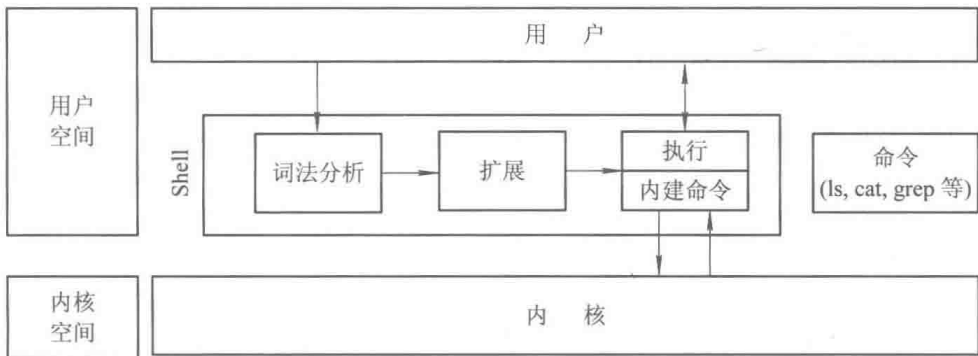 用户
用户
空间
Shell
词法分析
扩展
执行
内建命令
命令
(ls, cat, grep 等)
内核
空间
内核